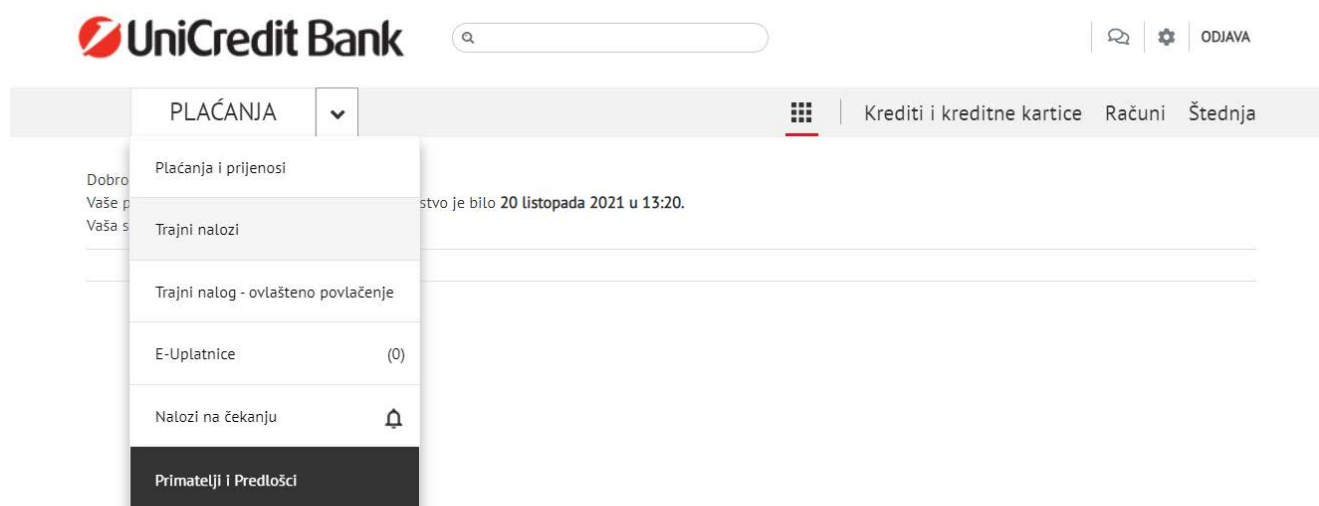 UniCredit Bank
ODJAVA
PLAĆANJA
Krediti i kreditne kartice Računi Štednja
Plaćanja i prijenosi
Dobro
Vaše p
stvo je bilo 20 listopada 2021 u 13:20.
Vaša s
Trajni nalozi
Trajni nalog - ovlašteno povlačenje
E-Uplatnice (0)
Nalozi na čekanju
Primatelji i Predlošci